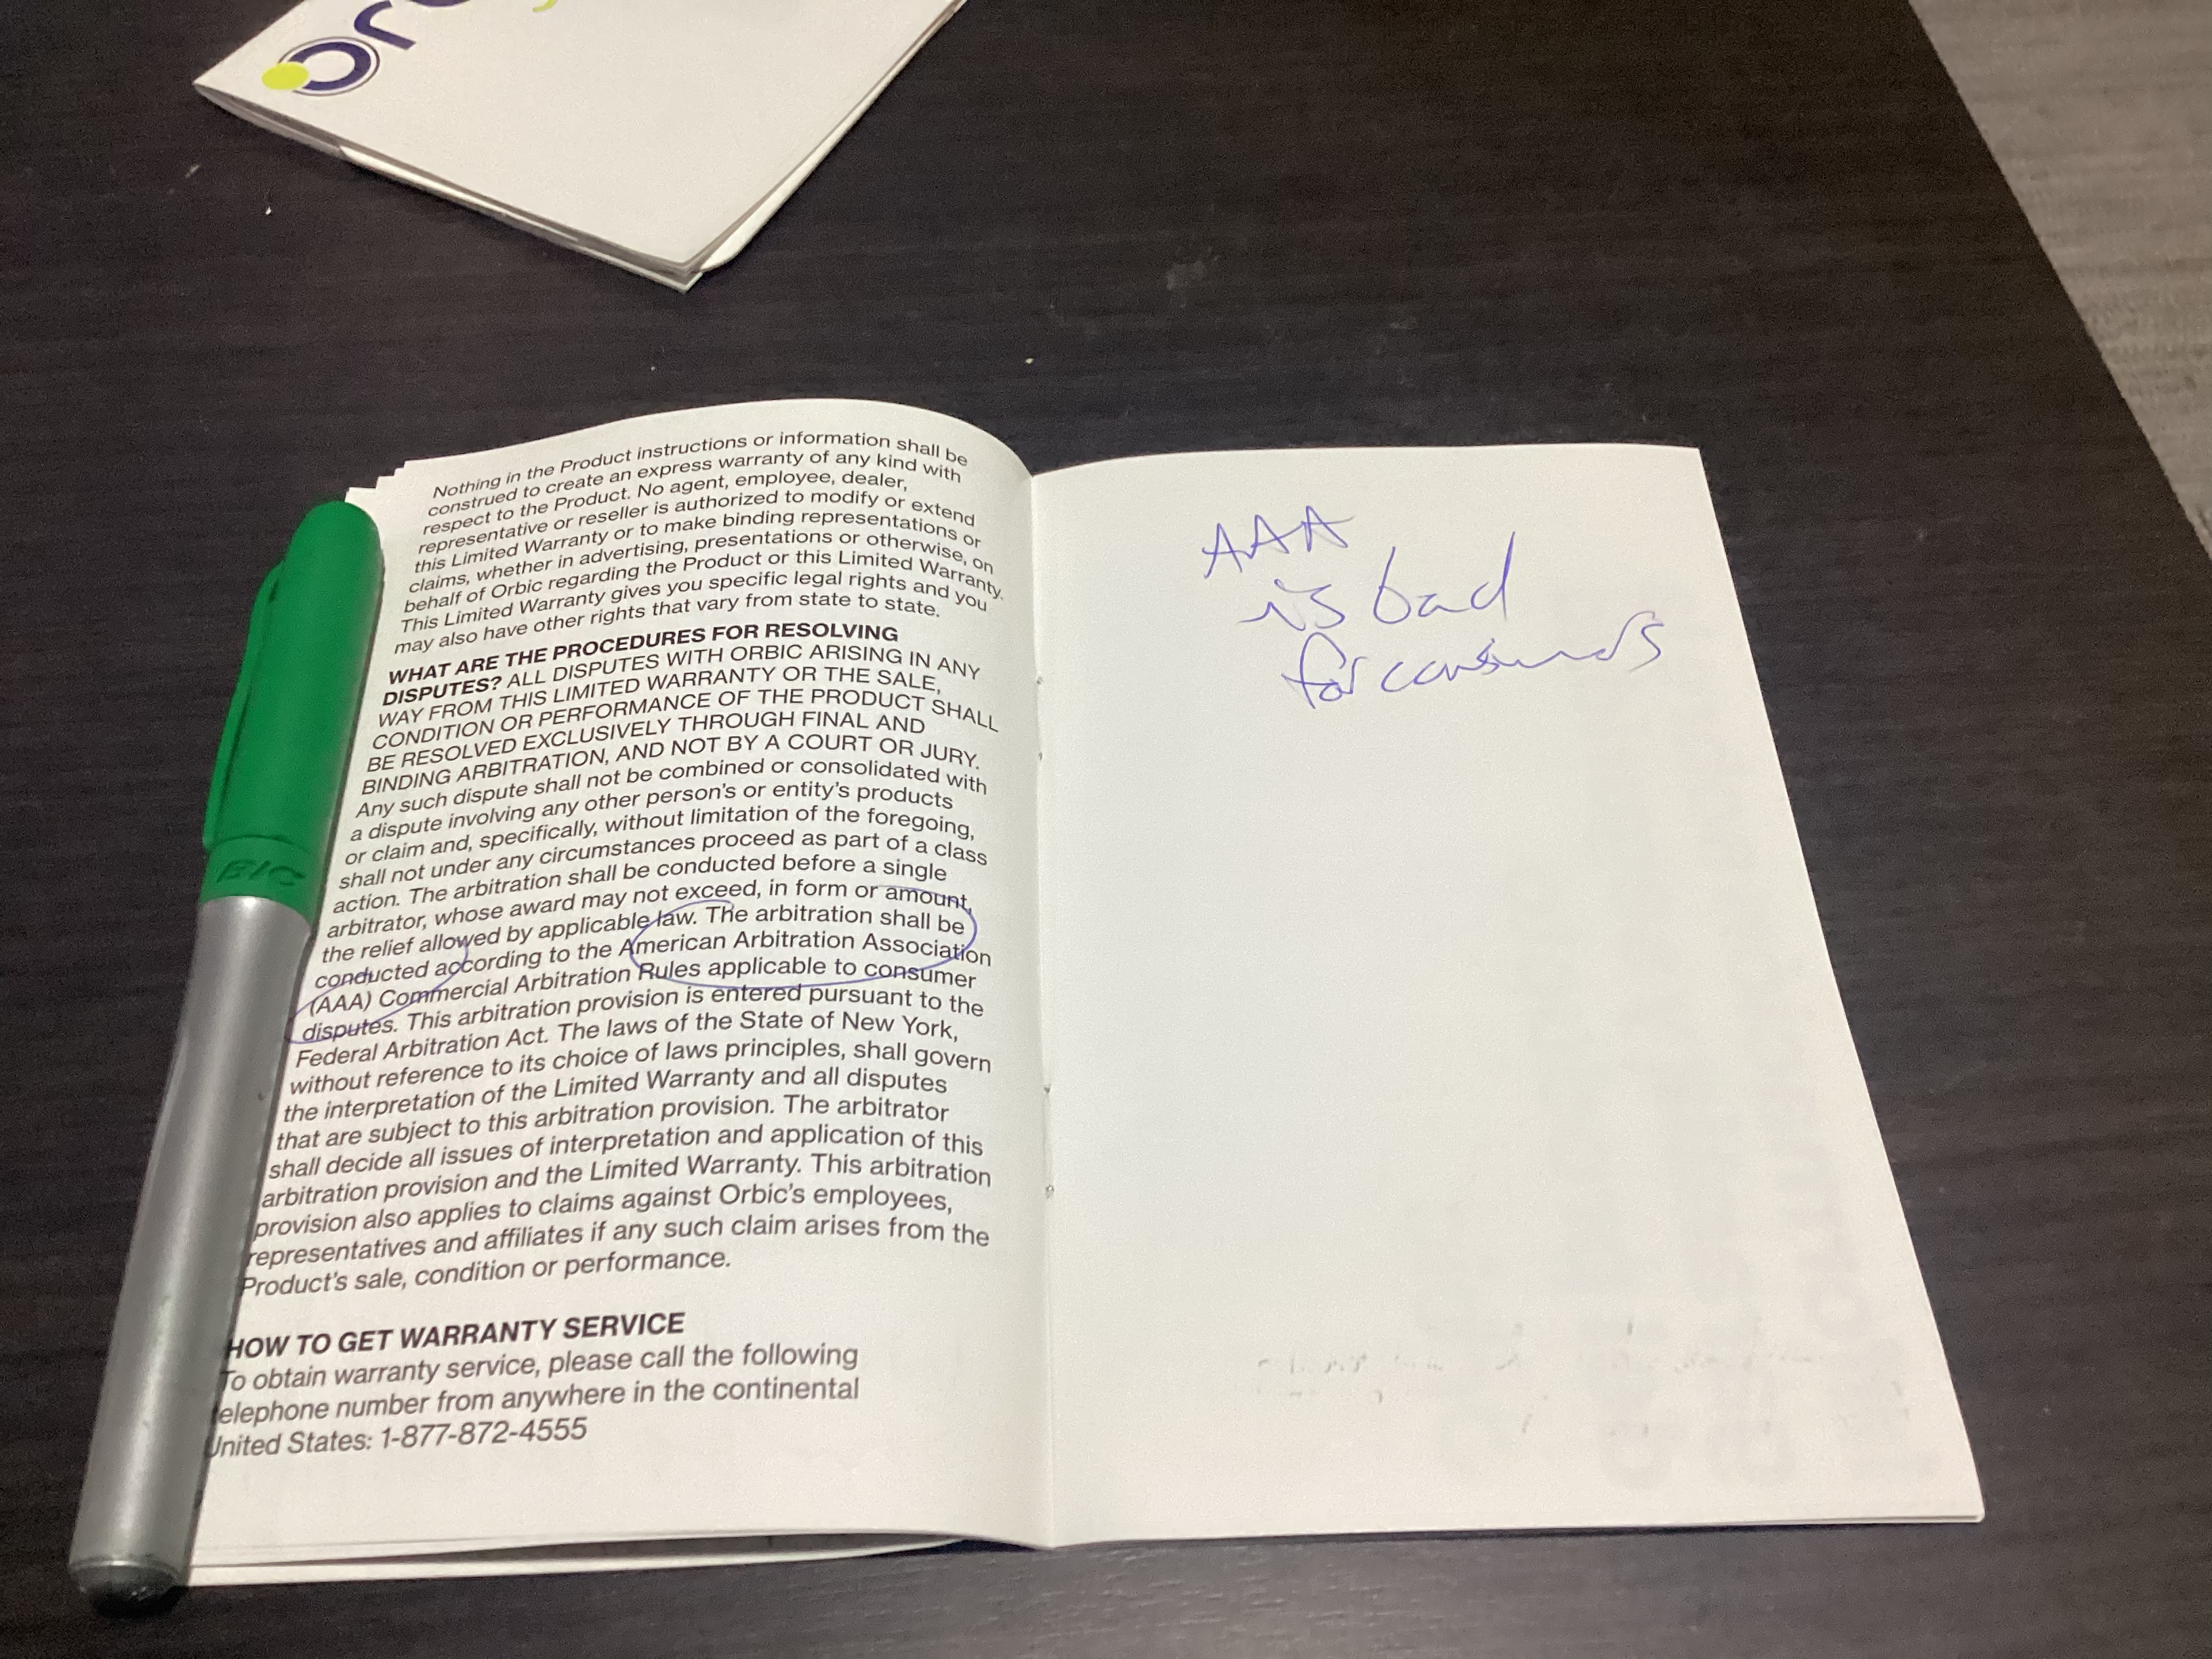 Nothing in the Product instructions or information shall be
construed to create an express warranty of any kind with
respect to the Product. No agent, employee, dealer,
representative or reseller is authorized to modify or extend
this Limited Warranty or to make binding representations or
claims, whether in advertising, presentations or otherwise, on
behalf of Orbic regarding the Product or this Limited Warranty.
This Limited Warranty gives you specific legal rights and you
may also have other rights that vary from state to state.
WHAT ARE THE PROCEDURES FOR RESOLVING
DISPUTES? ALL DISPUTES WITH ORBIC ARISING IN ANY
WAY FROM THIS LIMITED WARRANTY OR THE SALE,
CONDITION OR PERFORMANCE OF THE PRODUCT SHALL
BE RESOLVED EXCLUSIVELY THROUGH FINAL AND
BINDING ARBITRATION, AND NOT BY A COURT OR JURY.
Any such dispute shall not be combined or consolidated with
a dispute involving any other person's or entity's products
or claim and, specifically, without limitation of the foregoing,
shall not under any circumstances proceed as part of a class
action. The arbitration shall be conducted before a single
arbitrator, whose award may not exceed, in form or amount,
the relief allowed by applicable law. The arbitration shall be
conducted according to the American Arbitration Association
(AAA) Commercial Arbitration Rules applicable to consumer
disputes. This arbitration provision is entered pursuant to the
Federal Arbitration Act. The laws of the State of New York,
without reference to its choice of laws principles, shall govern
the interpretation of the Limited Warranty and all disputes
that are subject to this arbitration provision. The arbitrator
shall decide all issues of interpretation and application of this
arbitration provision and the Limited Warranty. This arbitration
provision also applies to claims against Orbic's employees,
representatives and affiliates if any such claim arises from the
Product's sale, condition or performance.
HOW TO GET WARRANTY SERVICE
To obtain warranty service, please call the following
elephone number from anywhere in the continental
United States: 1-877-872-4555
AAA
is bad
for consumers
BIC